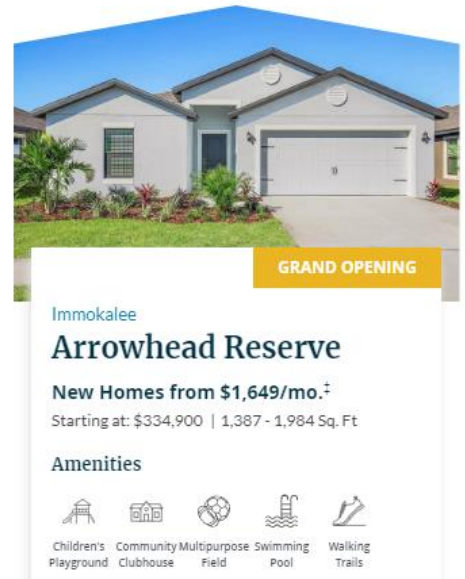 GRAND OPENING
Immokalee
Arrowhead Reserve
New Homes from $1,649/mo.‡
Starting at: $334,900 | 1,387 - 1,984 Sq. Ft
Amenities
Children's Playground
Community Clubhouse
Multipurpose Field
Swimming Pool
Walking Trails